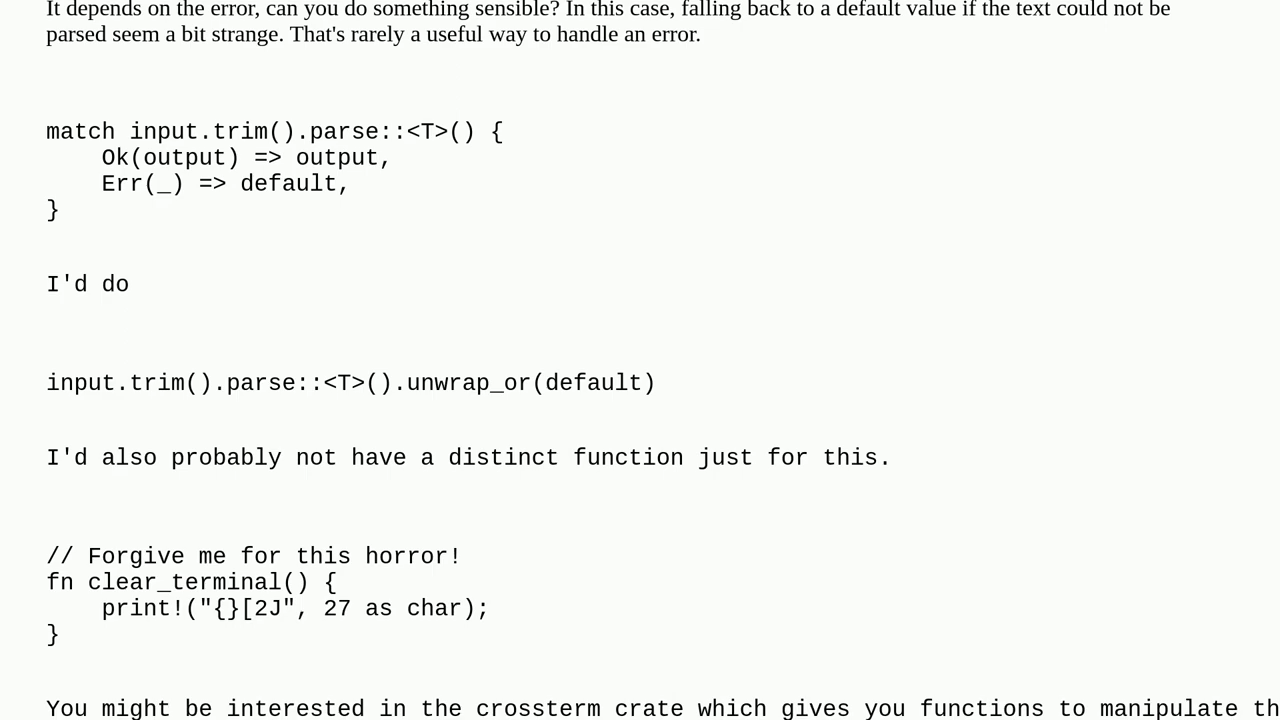 It depends on the error, can you do something sensible? In this case, falling back to a default value if the text could not be
parsed seem a bit strange. That's rarely a useful way to handle an error.
match input.trim().parse::<T>() {
    Ok(output) => output,
    Err(_) => default,
}
I'd do
input.trim().parse::<T>().unwrap_or(default)
I'd also probably not have a distinct function just for this.
// Forgive me for this horror!
fn clear_terminal() {
    print!("{}[2J", 27 as char);
}
You might be interested in the crossterm crate which gives you functions to manipulate th